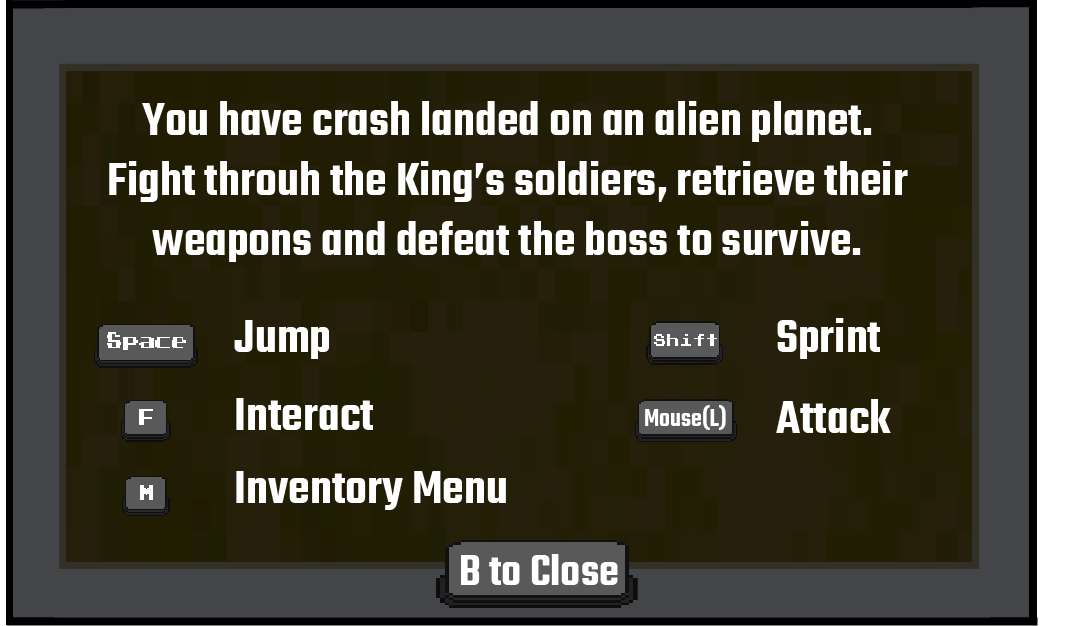 You have crash landed on an alien planet.
Fight throuh the King's soldiers, retrieve their
weapons and defeat the boss to survive.
Space Jump
Shift Sprint
F Interact
Mouse(L) Attack
M Inventory Menu
B to Close